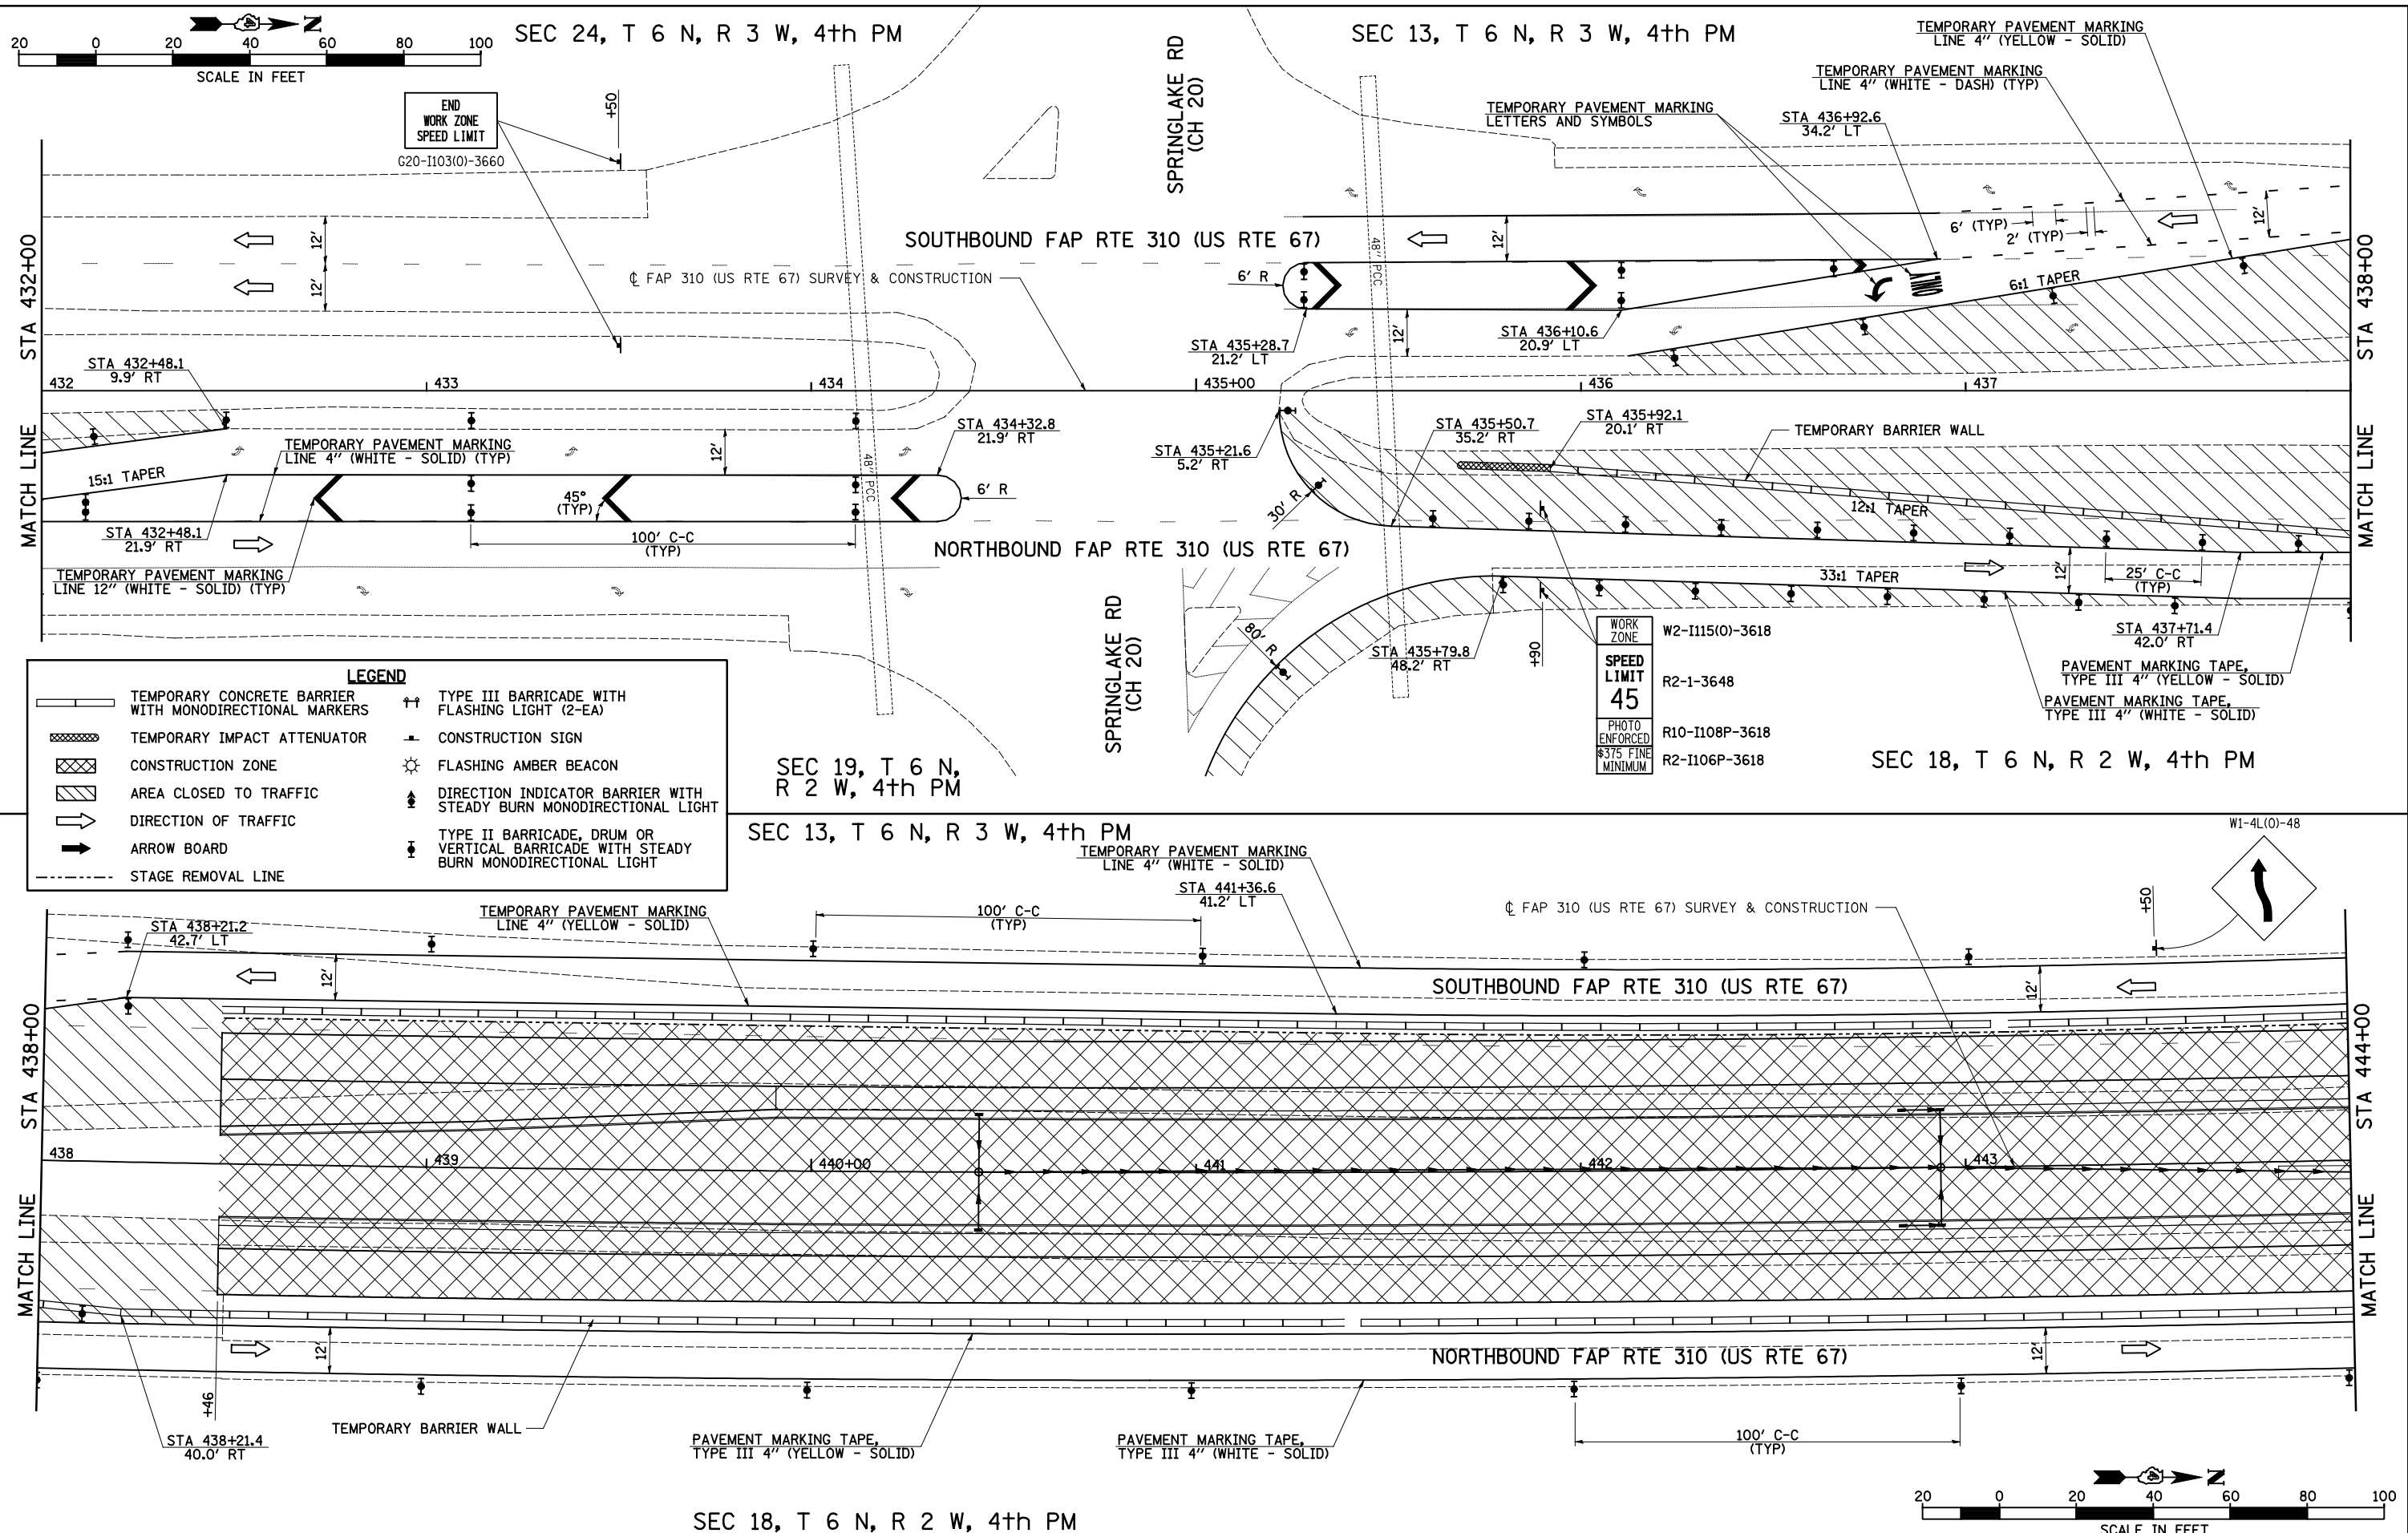 N
20 0 20 40 60 80 100
SCALE IN FEET
SEC 24, T 6 N, R 3 W, 4th PM
SPRINGLAKE RD
(CH 20)
SEC 13, T 6 N, R 3 W, 4th PM
TEMPORARY PAVEMENT MARKING
LINE 4" (YELLOW - SOLID)
TEMPORARY PAVEMENT MARKING
LINE 4" (WHITE - DASH) (TYP)
TEMPORARY PAVEMENT MARKING
LETTERS AND SYMBOLS
STA 436+92.6
34.2' LT
END
WORK ZONE
SPEED LIMIT
G20-I103(0)-3660
+50
STA 432+00
MATCH LINE
12'
12'
SOUTHBOUND FAP RTE 310 (US RTE 67)
℄ FAP 310 (US RTE 67) SURVEY & CONSTRUCTION
48" PCC
12'
6' (TYP)
2' (TYP)
12'
6' R
6:1 TAPER
STA 435+28.7
21.2' LT
12'
STA 436+10.6
20.9' LT
STA 438+00
MATCH LINE
STA 432+48.1
9.9' RT
432
433
434
435+00
436
437
TEMPORARY PAVEMENT MARKING
LINE 4" (WHITE - SOLID) (TYP)
15:1 TAPER
12'
STA 434+32.8
21.9' RT
48" PCC
6' R
45°
(TYP)
STA 432+48.1
21.9' RT
100' C-C
(TYP)
TEMPORARY PAVEMENT MARKING
LINE 12" (WHITE - SOLID) (TYP)
NORTHBOUND FAP RTE 310 (US RTE 67)
STA 435+21.6
5.2' RT
STA 435+50.7
35.2' RT
STA 435+92.1
20.1' RT
TEMPORARY BARRIER WALL
30' R
12:1 TAPER
33:1 TAPER
12'
25' C-C
(TYP)
80' R
STA 435+79.8
48.2' RT
+90
STA 437+71.4
42.0' RT
PAVEMENT MARKING TAPE,
TYPE III 4" (YELLOW - SOLID)
PAVEMENT MARKING TAPE,
TYPE III 4" (WHITE - SOLID)
WORK
ZONE
W2-I115(0)-3618
SPEED
LIMIT
45
R2-1-3648
PHOTO
ENFORCED
R10-I108P-3618
$375 FINE
MINIMUM
R2-I106P-3618
SPRINGLAKE RD
(CH 20)
SEC 19, T 6 N,
R 2 W, 4th PM
SEC 18, T 6 N, R 2 W, 4th PM
LEGEND
TEMPORARY CONCRETE BARRIER
WITH MONODIRECTIONAL MARKERS
TEMPORARY IMPACT ATTENUATOR
CONSTRUCTION ZONE
AREA CLOSED TO TRAFFIC
DIRECTION OF TRAFFIC
ARROW BOARD
STAGE REMOVAL LINE
TYPE III BARRICADE WITH
FLASHING LIGHT (2-EA)
CONSTRUCTION SIGN
FLASHING AMBER BEACON
DIRECTION INDICATOR BARRIER WITH
STEADY BURN MONODIRECTIONAL LIGHT
TYPE II BARRICADE, DRUM OR
VERTICAL BARRICADE WITH STEADY
BURN MONODIRECTIONAL LIGHT
SEC 13, T 6 N, R 3 W, 4th PM
W1-4L(0)-48
TEMPORARY PAVEMENT MARKING
LINE 4" (WHITE - SOLID)
STA 441+36.6
41.2' LT
TEMPORARY PAVEMENT MARKING
LINE 4" (YELLOW - SOLID)
STA 438+21.2
42.7' LT
100' C-C
(TYP)
℄ FAP 310 (US RTE 67) SURVEY & CONSTRUCTION
+50
12'
SOUTHBOUND FAP RTE 310 (US RTE 67)
12'
STA 438+00
MATCH LINE
438
439
440+00
441
442
443
STA 444+00
MATCH LINE
12'
NORTHBOUND FAP RTE 310 (US RTE 67)
12'
+46
STA 438+21.4
40.0' RT
TEMPORARY BARRIER WALL
PAVEMENT MARKING TAPE,
TYPE III 4" (YELLOW - SOLID)
PAVEMENT MARKING TAPE,
TYPE III 4" (WHITE - SOLID)
100' C-C
(TYP)
SEC 18, T 6 N, R 2 W, 4th PM
N
20 0 20 40 60 80 100
SCALE IN FEET